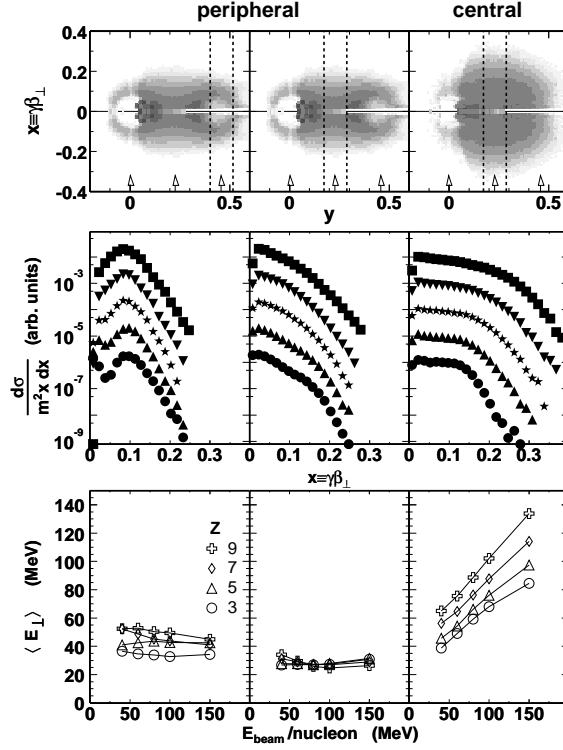 peripheral central
x≡γβ⊥
0.4
0.2
0
-0.2
-0.4
0 0.5 0 0.5 0 0.5
y
dσ
m²x dx
(arb. units)
10-3
10-5
10-7
10-9
0 0.1 0.2 0.3 0 0.1 0.2 0.3 0 0.1 0.2 0.3
x≡γβ⊥
⟨ E⊥⟩ (MeV)
140
120
100
80
60
40
20
0
Z
9
7
5
3
0 50 100 150 0 50 100 150 0 50 100 150
Ebeam/nucleon (MeV)